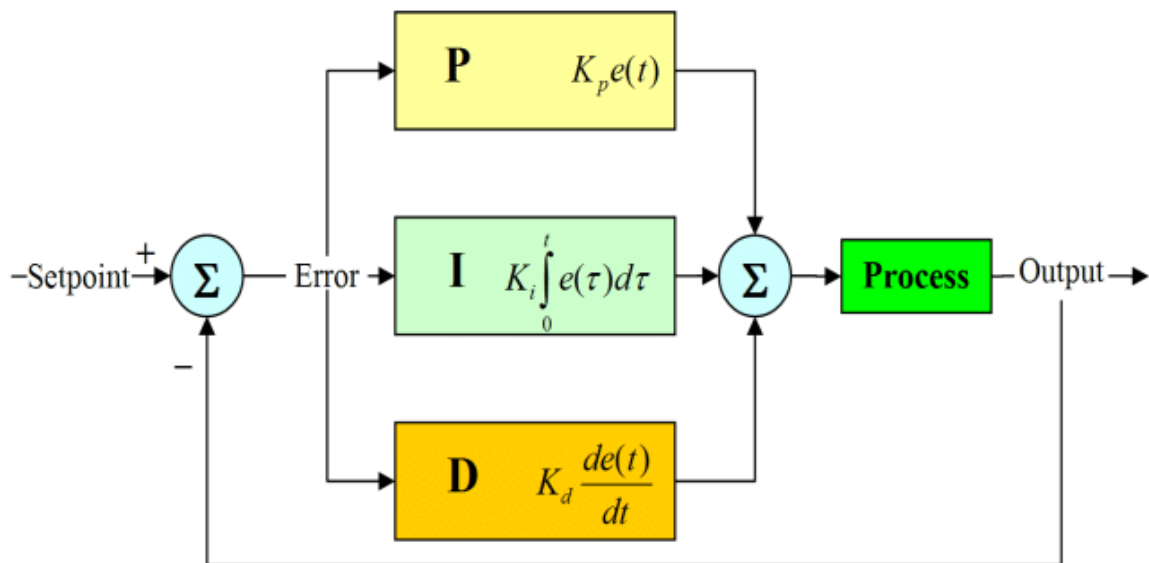 P K_p e(t)
+
–Setpoint Σ Error I K_i ∫_0^t e(τ)dτ Σ Process Output
–
D K_d de(t)/dt